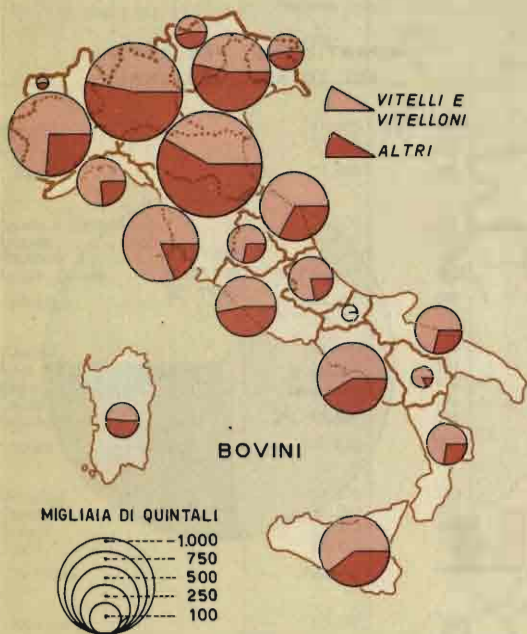 VITELLI E
VITELLONI
ALTRI
BOVINI
MIGLIAIA DI QUINTALI
1.000
750
500
250
100